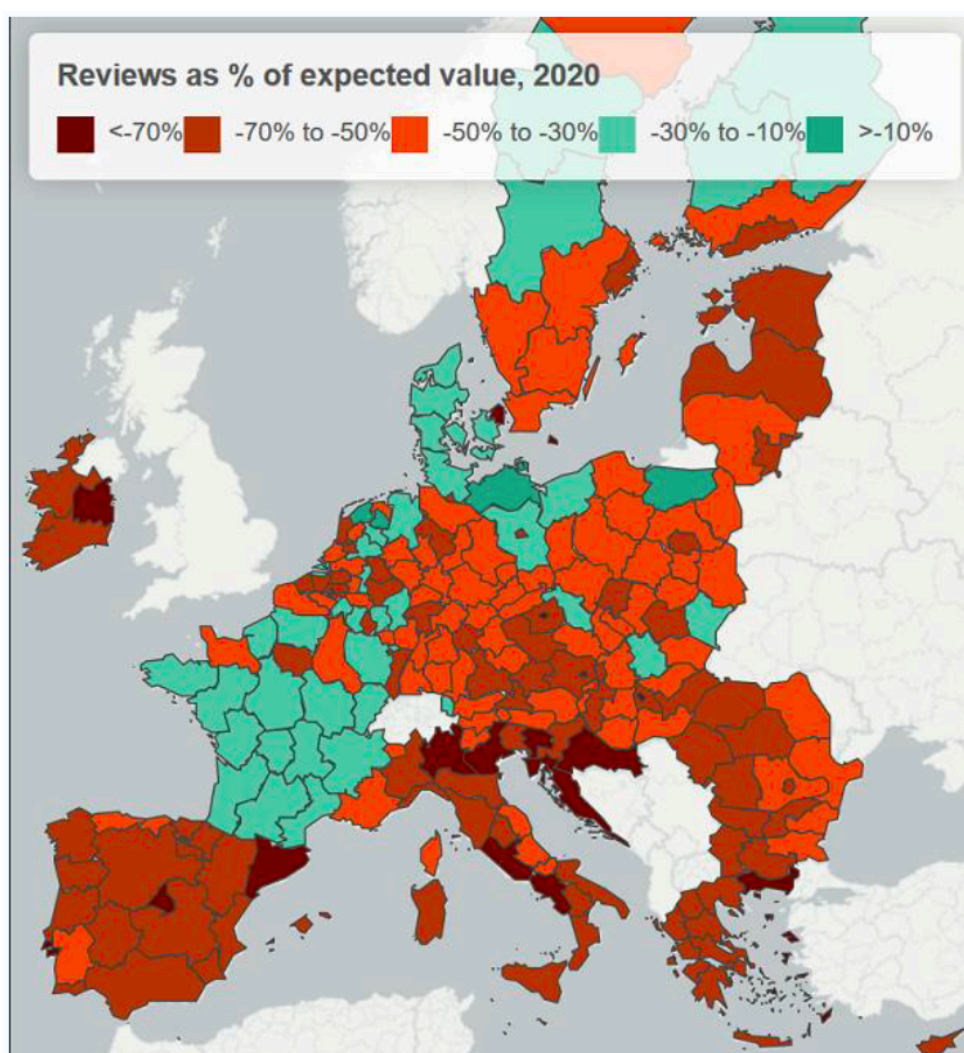 Reviews as % of expected value, 2020
<-70% -70% to -50% -50% to -30% -30% to -10% >-10%